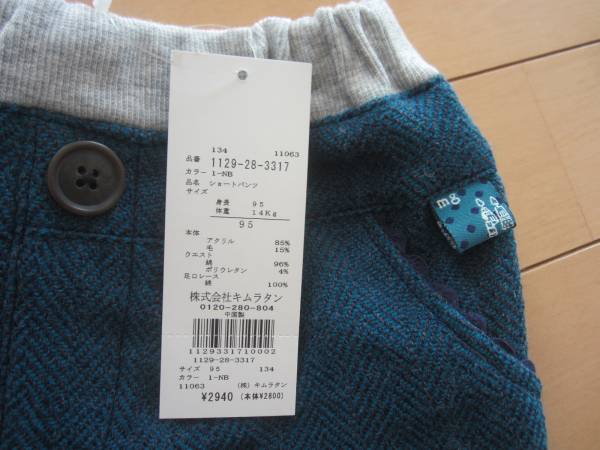 134 11063
品番 1129-28-3317
カラー 1-NB
品名 ショートパンツ
サイズ
身長 95
体重 14Kg
95
本体
アクリル 85%
毛 15%
ウエスト
綿 96%
ポリウレタン 4%
足口レース
綿 100%
株式会社キムラタン
0120-280-804
中国製
1129331710002
1129-28-3317
サイズ 95 134
カラー 1-NB
11063 (株)キムラタン
¥2940 (本体¥2800)
mg